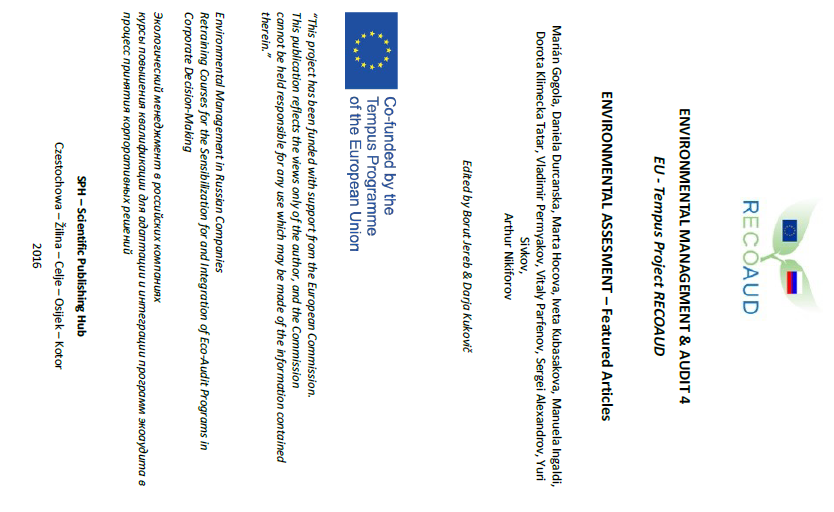 RECOAUD
ENVIRONMENTAL MANAGEMENT & AUDIT 4
EU - Tempus Project RECOAUD
ENVIRONMENTAL ASSESMENT – Featured Articles
Marián Gogola, Daniela Durcanska, Marta Hocova, Iveta Kubasakova, Manuela Ingaldi,
Dorota Klimecka Tatar, Vladimir Permyakov, Vitaly Parfenov, Sergei Alexandrov, Yuri
Sivkov,
Arthur Nikiforov
Edited by Borut Jereb & Darja Kukovič
Co-funded by the
Tempus Programme
of the European Union
"This project has been funded with support from the European Commission.
This publication reflects the views only of the author, and the Commission
cannot be held responsible for any use which may be made of the information contained
therein."
Environmental Management in Russian Companies
Retraining Courses for the Sensibilization for and Integration of Eco-Audit Programs in
Corporate Decision-Making
Экологический менеджмент в российских компаниях
курсы повышения квалификации для адаптации и интеграции программ экоаудита в
процесс принятия корпоративных решений
SPH – Scientific Publishing Hub
Czestochowa – Žilina – Celje – Osijek – Kotor
2016